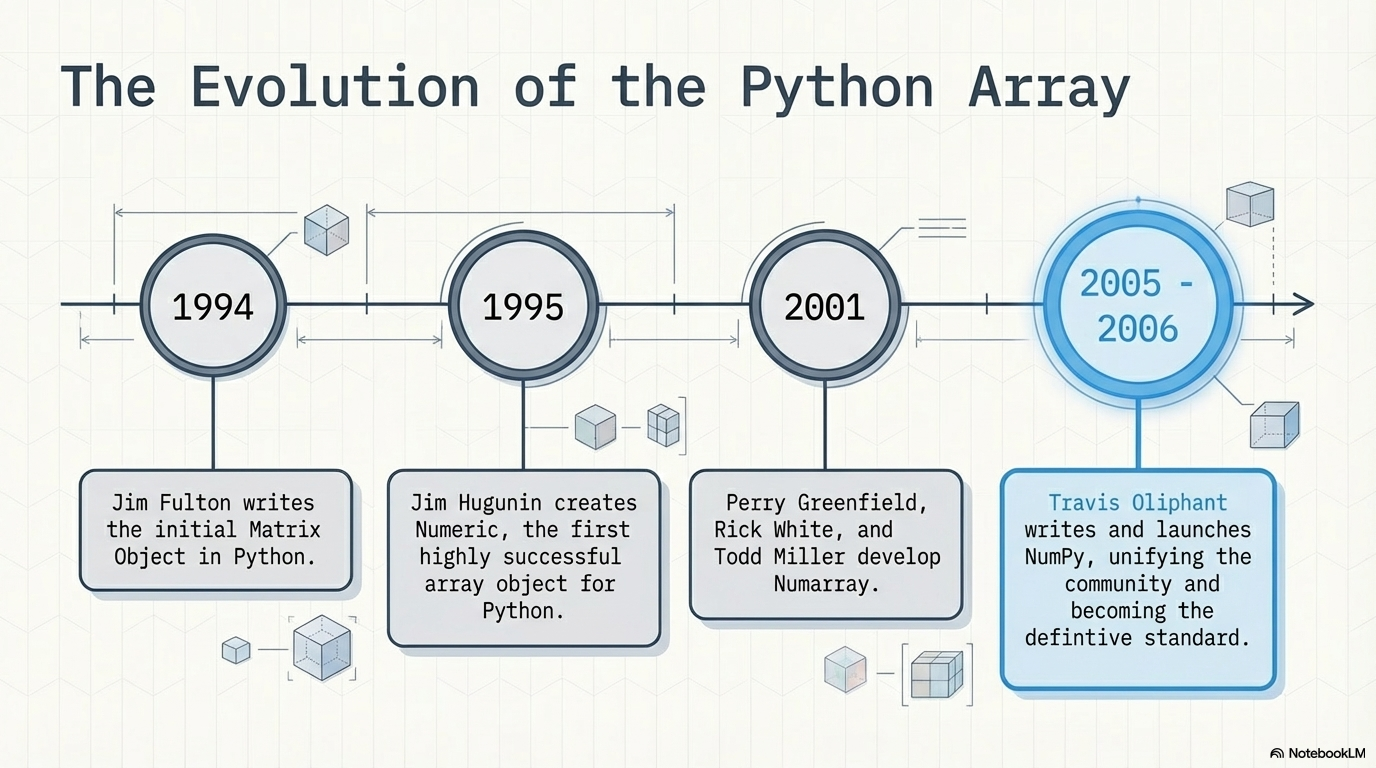 The Evolution of the Python Array
1994
1995
2001
2005 -
2006
Jim Fulton writes
the initial Matrix
Object in Python.
Jim Hugunin creates
Numeric, the first
highly successful
array object for
Python.
Perry Greenfield,
Rick White, and
Todd Miller develop
Numarray.
Travis Oliphant
writes and launches
NumPy, unifying the
community and
becoming the
defintive standard.
NotebookLM